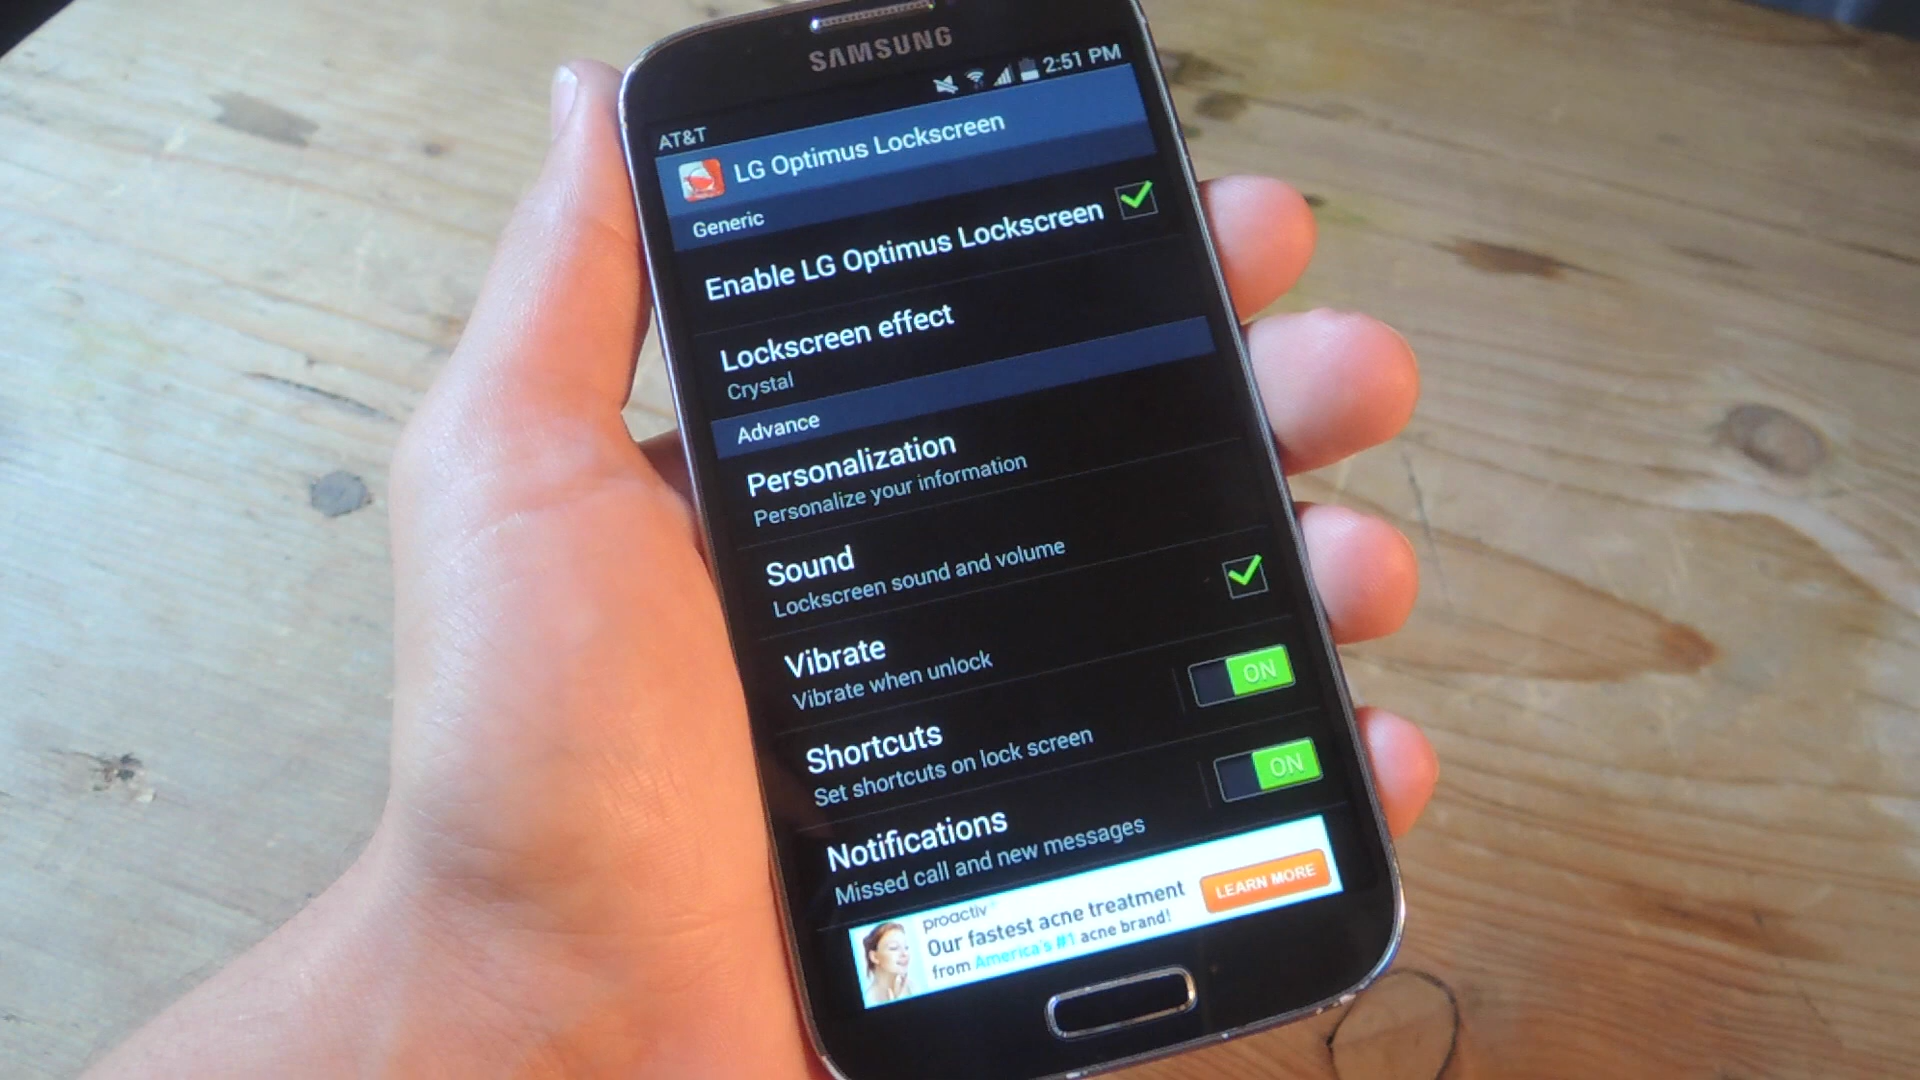 SAMSUNG
AT&T 2:51 PM
LG Optimus Lockscreen
Generic
Enable LG Optimus Lockscreen
Lockscreen effect
Crystal
Advance
Personalization
Personalize your information
Sound
Lockscreen sound and volume
Vibrate
Vibrate when unlock
ON
Shortcuts
Set shortcuts on lock screen
ON
Notifications
Missed call and new messages
proactiv®
Our fastest acne treatment
from America's #1 acne brand!
LEARN MORE